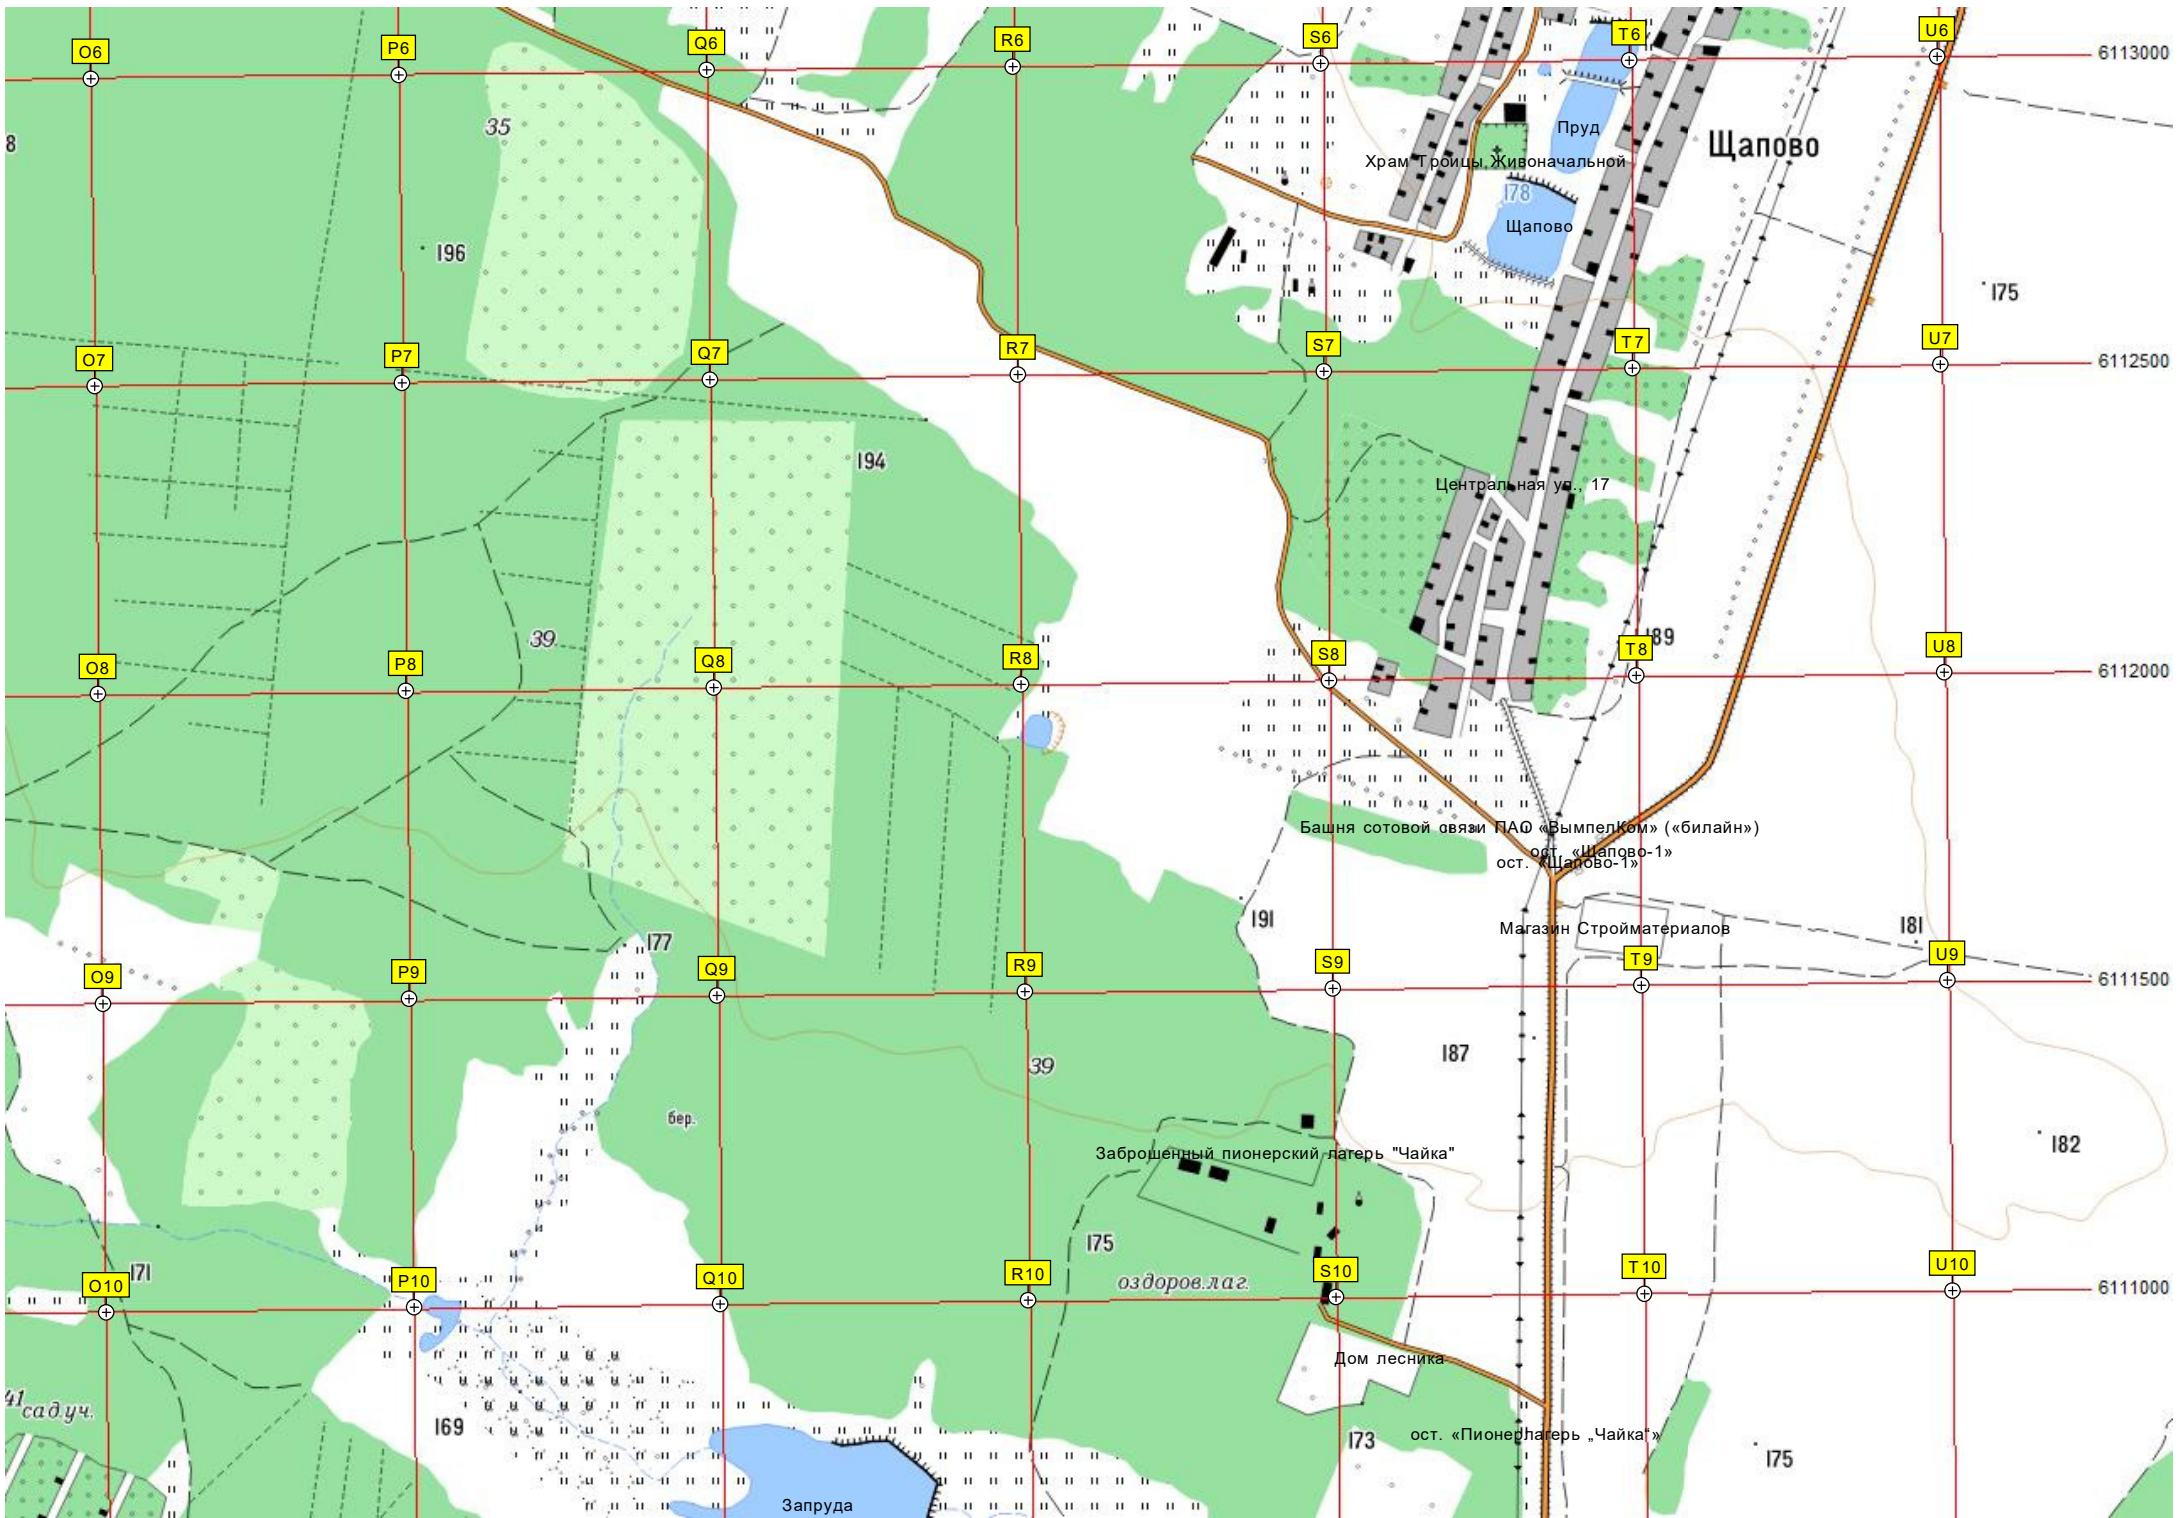 O6
P6
Q6
R6
S6
T6
U6
6113000
35
Пруд
Щапово
8
Храм Троицы Живоначальной
178
Щапово
196
175
O7
P7
Q7
R7
S7
T7
U7
6112500
194
Центральная ул., 17
39
189
O8
P8
Q8
R8
S8
T8
U8
6112000
Башня сотовой связи ПАО «ВымпелКом» («билайн»)
ост. «Щапово-1»
ост. «Щапово-1»
191
181
Магазин Стройматериалов
177
O9
P9
Q9
R9
S9
T9
U9
6111500
187
39
бер.
182
Заброшенный пионерский лагерь "Чайка"
175
171
оздоров.лаг.
O10
P10
Q10
R10
S10
T10
U10
6111000
Дом лесника
41
сад.уч.
169
173
ост. «Пионерлагерь „Чайка“»
175
Запруда